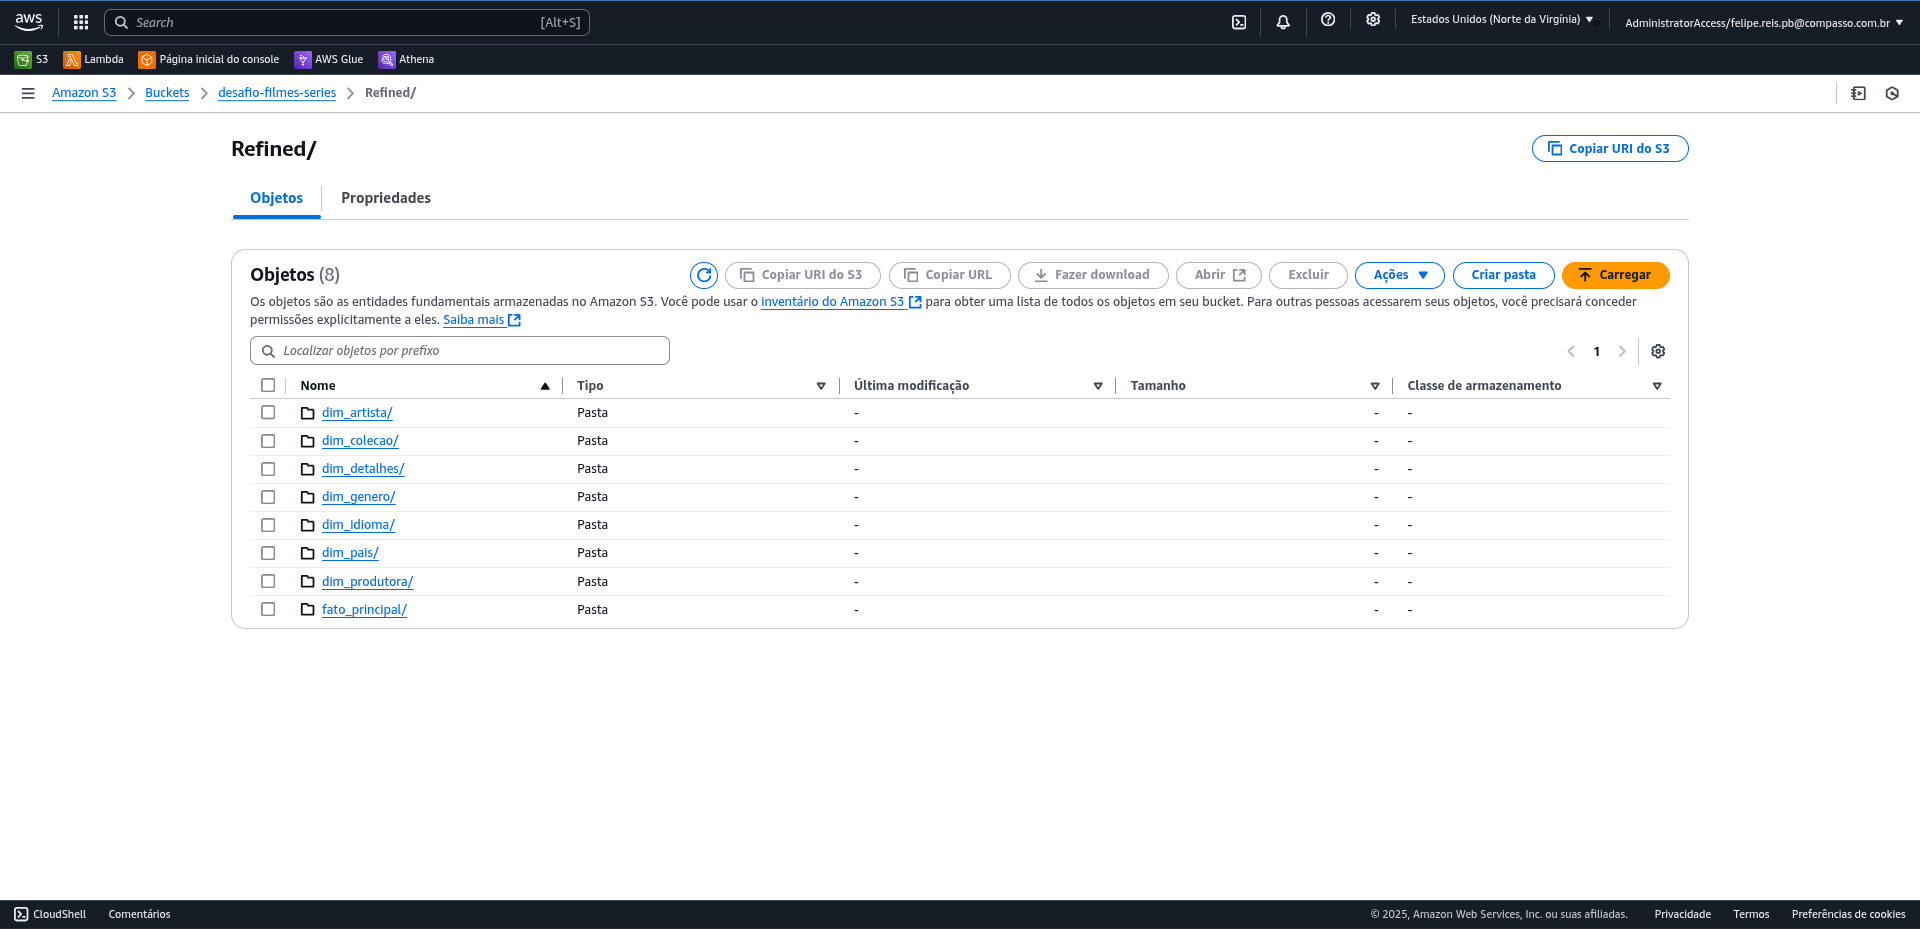 aws
Search [Alt+S]
Estados Unidos (Norte da Virgínia)
AdministratorAccess/felipe.reis.pb@compasso.com.br
S3 Lambda Página inicial do console AWS Glue Athena
Amazon S3 Buckets desafio-filmes-series Refined/
Refined/
Copiar URI do S3
Objetos Propriedades
Objetos (8)
Copiar URI do S3 Copiar URL Fazer download Abrir Excluir Ações Criar pasta Carregar
Os objetos são as entidades fundamentais armazenadas no Amazon S3. Você pode usar o inventário do Amazon S3 para obter uma lista de todos os objetos em seu bucket. Para outras pessoas acessarem seus objetos, você precisará conceder
permissões explicitamente a eles. Saiba mais
Localizar objetos por prefixo
1
Nome Tipo Última modificação Tamanho Classe de armazenamento
dim_artista/ Pasta - - -
dim_colecao/ Pasta - - -
dim_detalhes/ Pasta - - -
dim_genero/ Pasta - - -
dim_idioma/ Pasta - - -
dim_pais/ Pasta - - -
dim_produtora/ Pasta - - -
fato_principal/ Pasta - - -
CloudShell Comentários
© 2025, Amazon Web Services, Inc. ou suas afiliadas. Privacidade Termos Preferências de cookies